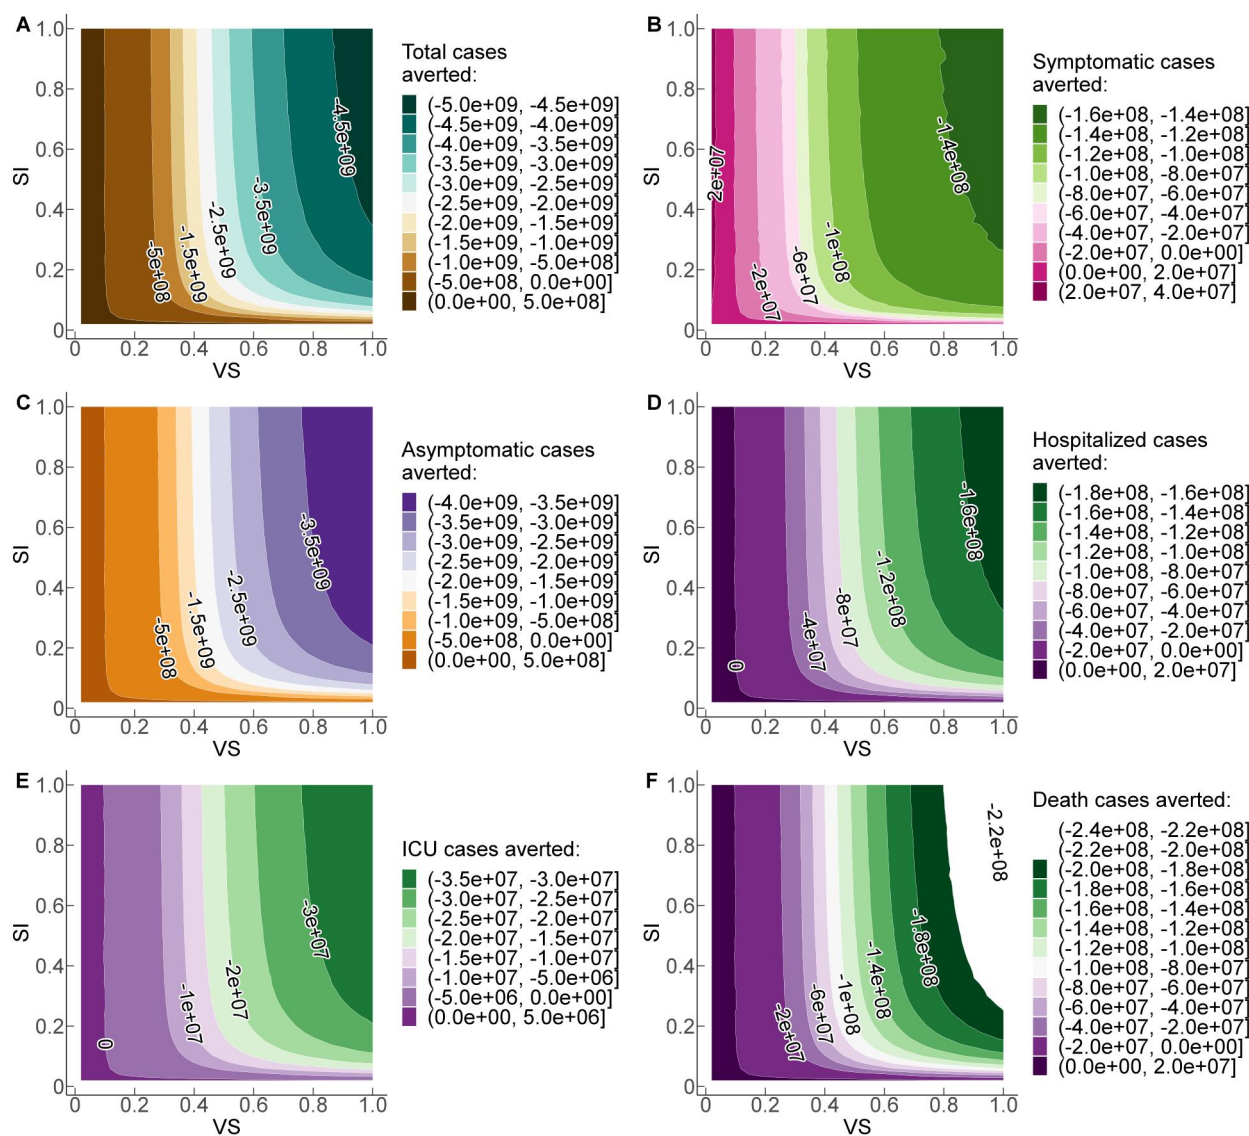 A
1.0
0.8
0.6
0.4
0.2
0
SI
-5e+08
-1.5e+09
-2.5e+09
-3.5e+09
-4.5e+09
0 0.2 0.4 0.6 0.8 1.0
VS
Total cases
averted:
(-5.0e+09, -4.5e+09]
(-4.5e+09, -4.0e+09]
(-4.0e+09, -3.5e+09]
(-3.5e+09, -3.0e+09]
(-3.0e+09, -2.5e+09]
(-2.5e+09, -2.0e+09]
(-2.0e+09, -1.5e+09]
(-1.5e+09, -1.0e+09]
(-1.0e+09, -5.0e+08]
(-5.0e+08, 0.0e+00]
(0.0e+00, 5.0e+08]
B
1.0
0.8
0.6
0.4
0.2
0
SI
2e+07
-2e+07
-6e+07
-1e+08
-1.4e+08
0 0.2 0.4 0.6 0.8 1.0
VS
Symptomatic cases
averted:
(-1.6e+08, -1.4e+08]
(-1.4e+08, -1.2e+08]
(-1.2e+08, -1.0e+08]
(-1.0e+08, -8.0e+07]
(-8.0e+07, -6.0e+07]
(-6.0e+07, -4.0e+07]
(-4.0e+07, -2.0e+07]
(-2.0e+07, 0.0e+00]
(0.0e+00, 2.0e+07]
(2.0e+07, 4.0e+07]
C
1.0
0.8
0.6
0.4
0.2
0
SI
-5e+08
-1.5e+09
-2.5e+09
-3.5e+09
0 0.2 0.4 0.6 0.8 1.0
VS
Asymptomatic cases
averted:
(-4.0e+09, -3.5e+09]
(-3.5e+09, -3.0e+09]
(-3.0e+09, -2.5e+09]
(-2.5e+09, -2.0e+09]
(-2.0e+09, -1.5e+09]
(-1.5e+09, -1.0e+09]
(-1.0e+09, -5.0e+08]
(-5.0e+08, 0.0e+00]
(0.0e+00, 5.0e+08]
D
1.0
0.8
0.6
0.4
0.2
0
SI
0
-4e+07
-8e+07
-1.2e+08
-1.6e+08
0 0.2 0.4 0.6 0.8 1.0
VS
Hospitalized cases
averted:
(-1.8e+08, -1.6e+08]
(-1.6e+08, -1.4e+08]
(-1.4e+08, -1.2e+08]
(-1.2e+08, -1.0e+08]
(-1.0e+08, -8.0e+07]
(-8.0e+07, -6.0e+07]
(-6.0e+07, -4.0e+07]
(-4.0e+07, -2.0e+07]
(-2.0e+07, 0.0e+00]
(0.0e+00, 2.0e+07]
E
1.0
0.8
0.6
0.4
0.2
0
SI
0
-1e+07
-2e+07
-3e+07
0 0.2 0.4 0.6 0.8 1.0
VS
ICU cases averted:
(-3.5e+07, -3.0e+07]
(-3.0e+07, -2.5e+07]
(-2.5e+07, -2.0e+07]
(-2.0e+07, -1.5e+07]
(-1.5e+07, -1.0e+07]
(-1.0e+07, -5.0e+06]
(-5.0e+06, 0.0e+00]
(0.0e+00, 5.0e+06]
F
1.0
0.8
0.6
0.4
0.2
0
SI
-2e+07
-6e+07
-1e+08
-1.4e+08
-1.8e+08
-2.2e+08
0 0.2 0.4 0.6 0.8 1.0
VS
Death cases averted:
(-2.4e+08, -2.2e+08]
(-2.2e+08, -2.0e+08]
(-2.0e+08, -1.8e+08]
(-1.8e+08, -1.6e+08]
(-1.6e+08, -1.4e+08]
(-1.4e+08, -1.2e+08]
(-1.2e+08, -1.0e+08]
(-1.0e+08, -8.0e+07]
(-8.0e+07, -6.0e+07]
(-6.0e+07, -4.0e+07]
(-4.0e+07, -2.0e+07]
(-2.0e+07, 0.0e+00]
(0.0e+00, 2.0e+07]